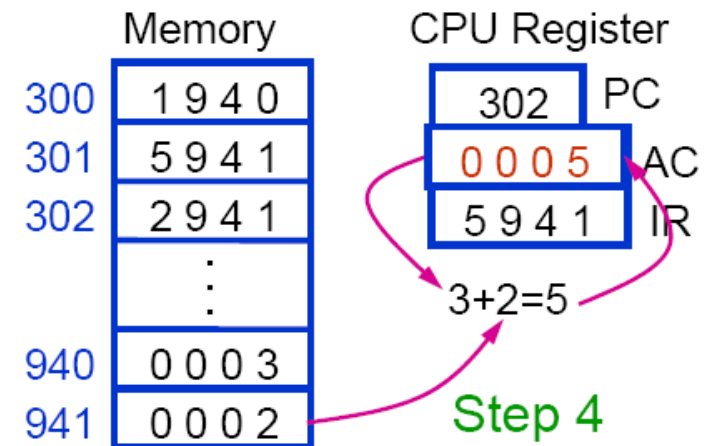 Memory
300 1 9 4 0
301 5 9 4 1
302 2 9 4 1
.
.
.
940 0 0 0 3
941 0 0 0 2
CPU Register
302 PC
0 0 0 5 AC
5 9 4 1 IR
3+2=5
Step 4